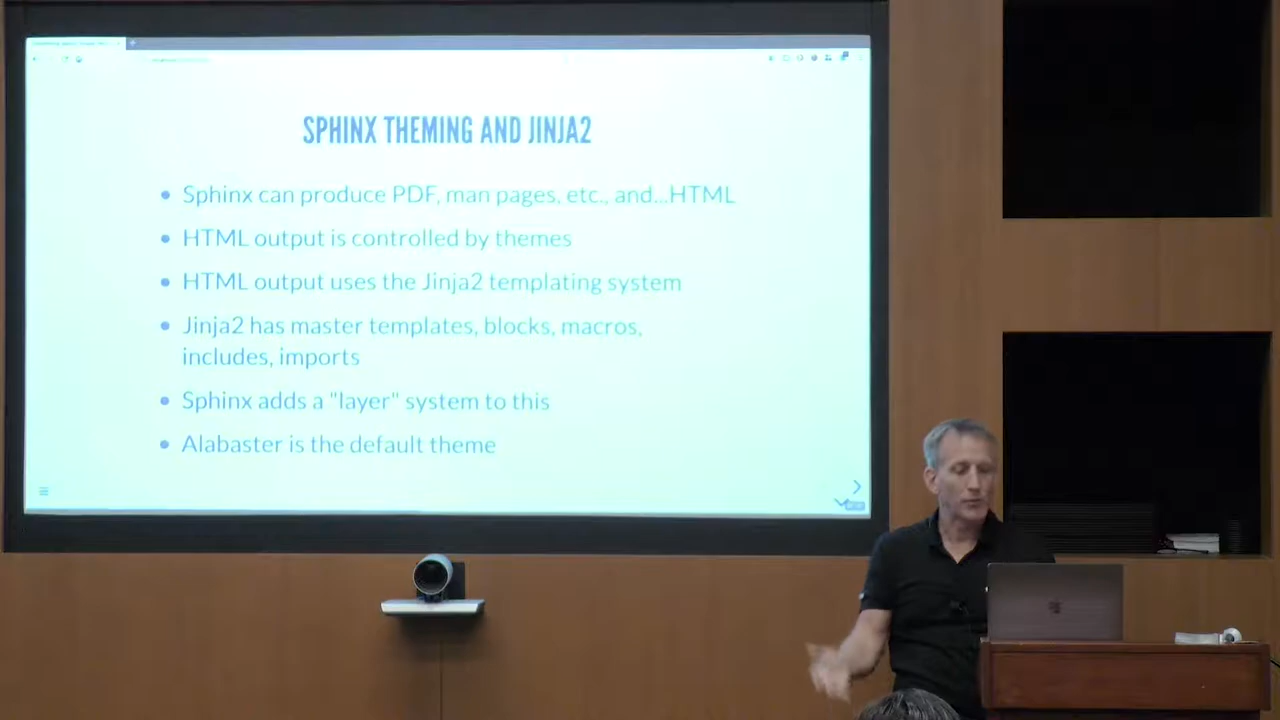 SPHINX THEMING AND JINJA2
Sphinx can produce PDF, man pages, etc., and...HTML
HTML output is controlled by themes
HTML output uses the Jinja2 templating system
Jinja2 has master templates, blocks, macros,
includes, imports
Sphinx adds a "layer" system to this
Alabaster is the default theme